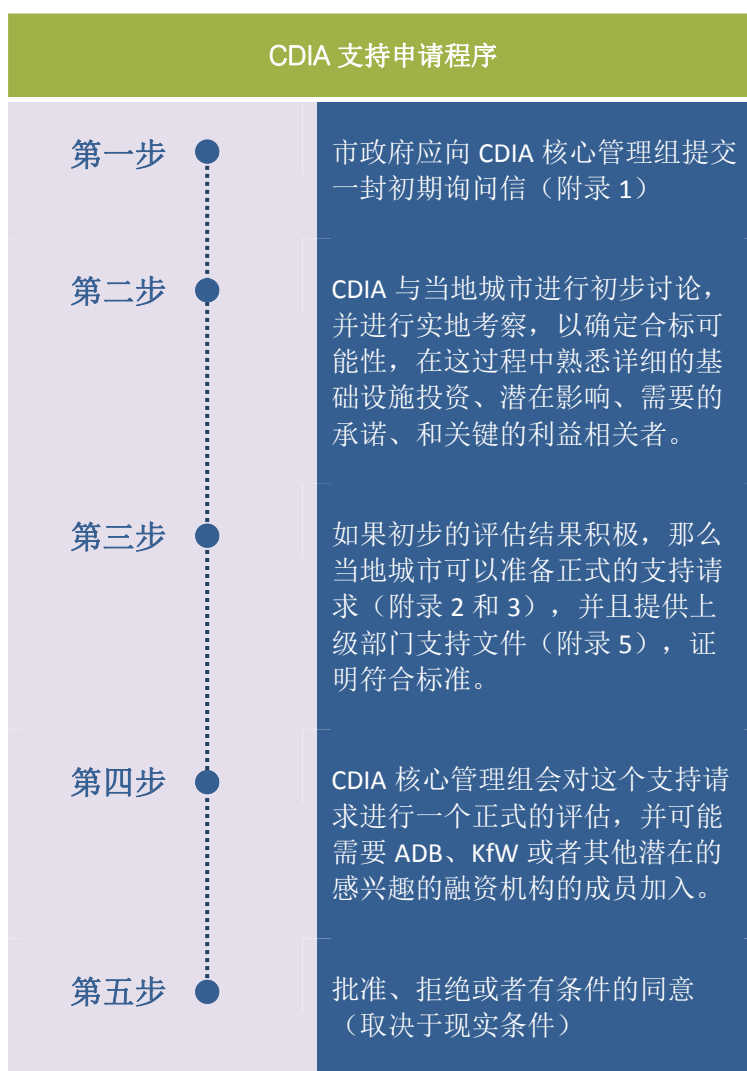 CDIA 支持申请程序
第一步
市政府应向 CDIA 核心管理组提交
一封初期询问信（附录 1）
第二步
CDIA 与当地城市进行初步讨论，
并进行实地考察，以确定合标可
能性，在这过程中熟悉详细的基
础设施投资、潜在影响、需要的
承诺、和关键的利益相关者。
第三步
如果初步的评估结果积极，那么
当地城市可以准备正式的支持请
求（附录 2 和 3），并且提供上
级部门支持文件（附录 5），证
明符合标准。
第四步
CDIA 核心管理组会对这个支持请
求进行一个正式的评估，并可能
需要 ADB、KfW 或者其他潜在的
感兴趣的融资机构的成员加入。
第五步
批准、拒绝或者有条件的同意
（取决于现实条件）